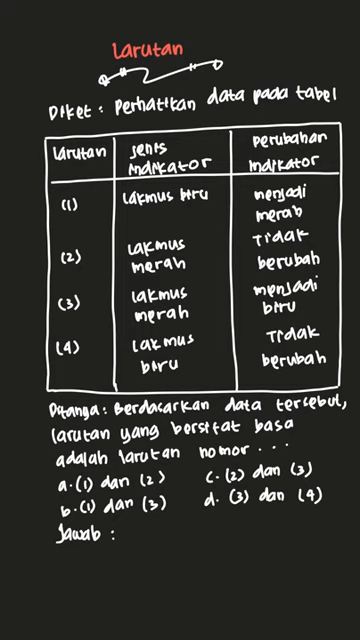 Larutan
Diket : Perhatikan data pada tabel
Larutan Jenis Indikator Perubahan Indikator
(1) Lakmus biru menjadi merah
(2) Lakmus merah Tidak berubah
(3) Lakmus merah menjadi biru
(4) Lakmus biru Tidak berubah
Ditanya : Berdasarkan data tersebut,
larutan yang bersifat basa
adalah larutan nomor . . .
a. (1) dan (2) c. (2) dan (3)
b. (1) dan (3) d. (3) dan (4)
Jawab :